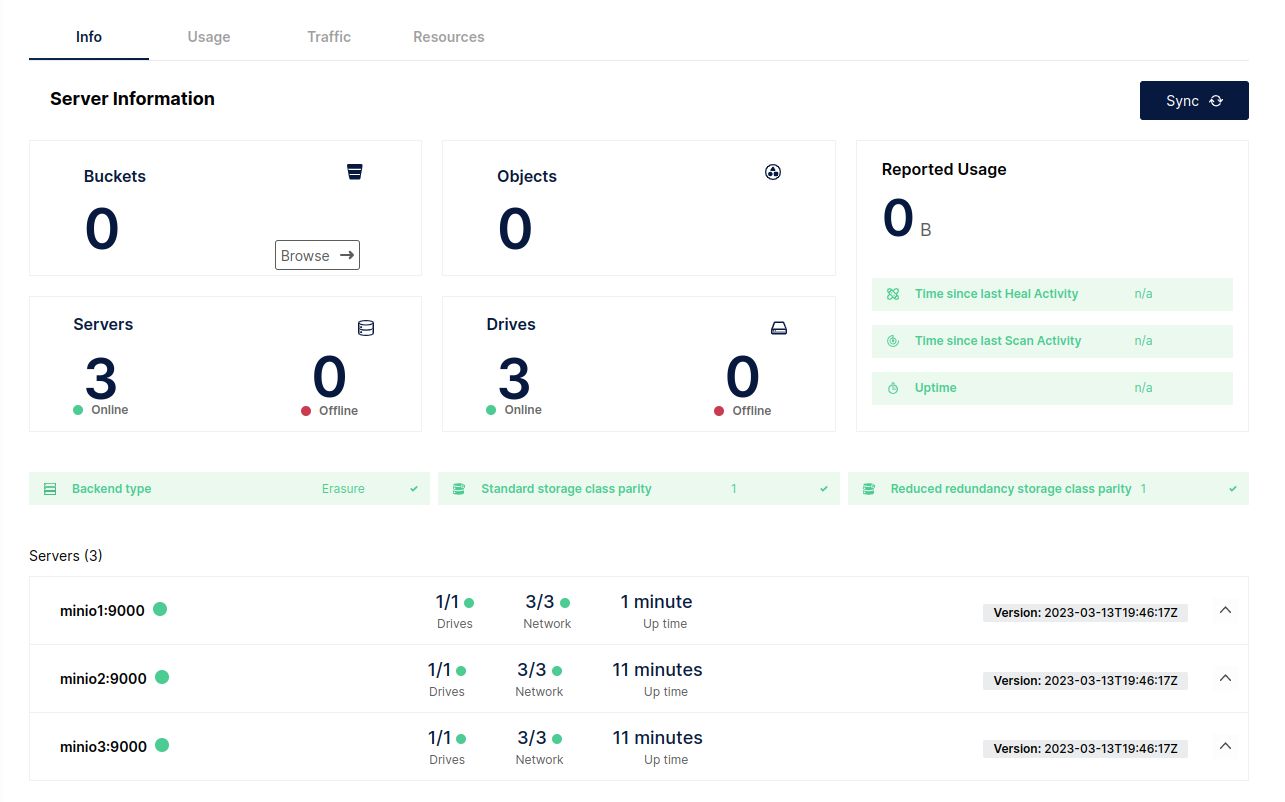 Info Usage Traffic Resources
Server Information
Sync
Buckets
0
Browse
Objects
0
Reported Usage
0 B
Time since last Heal Activity n/a
Time since last Scan Activity n/a
Uptime n/a
Servers
3 0
Online Offline
Drives
3 0
Online Offline
Backend type Erasure
Standard storage class parity 1
Reduced redundancy storage class parity 1
Servers (3)
minio1:9000 1/1 Drives 3/3 Network 1 minute Up time Version: 2023-03-13T19:46:17Z
minio2:9000 1/1 Drives 3/3 Network 11 minutes Up time Version: 2023-03-13T19:46:17Z
minio3:9000 1/1 Drives 3/3 Network 11 minutes Up time Version: 2023-03-13T19:46:17Z